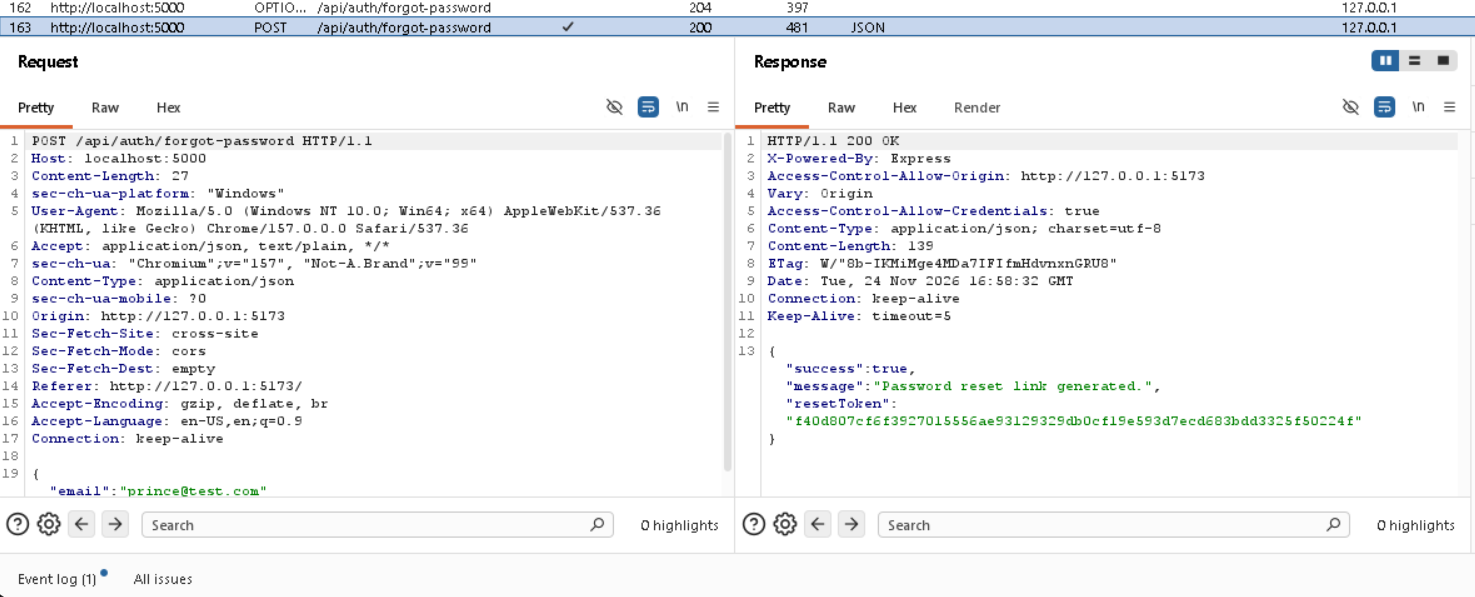 162 http://localhost:5000 OPTIO... /api/auth/forgot-password 204 397 127.0.0.1
163 http://localhost:5000 POST /api/auth/forgot-password ✓ 200 481 JSON 127.0.0.1
Request
Pretty Raw Hex \n
1 POST /api/auth/forgot-password HTTP/1.1
2 Host: localhost:5000
3 Content-Length: 27
4 sec-ch-ua-platform: "Windows"
5 User-Agent: Mozilla/5.0 (Windows NT 10.0; Win64; x64) AppleWebKit/537.36
(KHTML, like Gecko) Chrome/157.0.0.0 Safari/537.36
6 Accept: application/json, text/plain, */*
7 sec-ch-ua: "Chromium";v="157", "Not-A.Brand";v="99"
8 Content-Type: application/json
9 sec-ch-ua-mobile: ?0
10 Origin: http://127.0.0.1:5173
11 Sec-Fetch-Site: cross-site
12 Sec-Fetch-Mode: cors
13 Sec-Fetch-Dest: empty
14 Referer: http://127.0.0.1:5173/
15 Accept-Encoding: gzip, deflate, br
16 Accept-Language: en-US,en;q=0.9
17 Connection: keep-alive
18
19 {
"email":"prince@test.com"
Search 0 highlights
Response
Pretty Raw Hex Render \n
1 HTTP/1.1 200 OK
2 X-Powered-By: Express
3 Access-Control-Allow-Origin: http://127.0.0.1:5173
4 Vary: Origin
5 Access-Control-Allow-Credentials: true
6 Content-Type: application/json; charset=utf-8
7 Content-Length: 139
8 ETag: W/"8b-IKMiMge4MDa7IFIfmHdvnxnGRU8"
9 Date: Tue, 24 Nov 2026 16:58:32 GMT
10 Connection: keep-alive
11 Keep-Alive: timeout=5
12
13 {
"success":true,
"message":"Password reset link generated.",
"resetToken":
"f40d807cf6f3927015556ae93129329db0cf19e593d7ecd683bdd3325f50224f"
}
Search 0 highlights
Event log (1) All issues